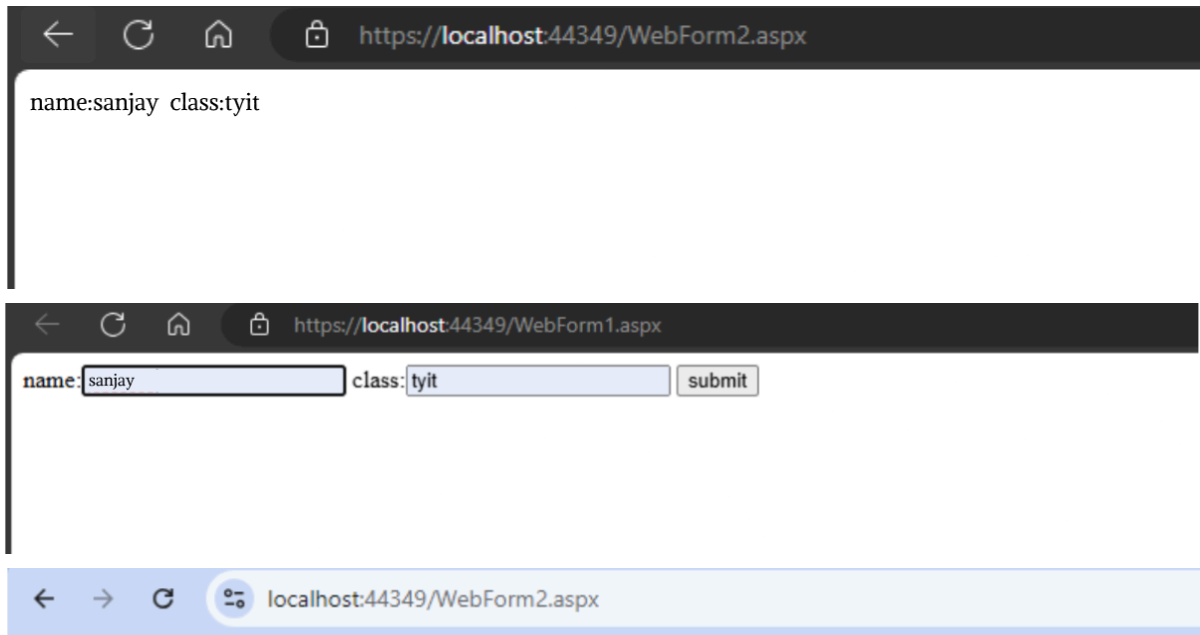 https://localhost:44349/WebForm2.aspx
name:sanjay class:tyit
https://localhost:44349/WebForm1.aspx
name: sanjay class: tyit submit
localhost:44349/WebForm2.aspx